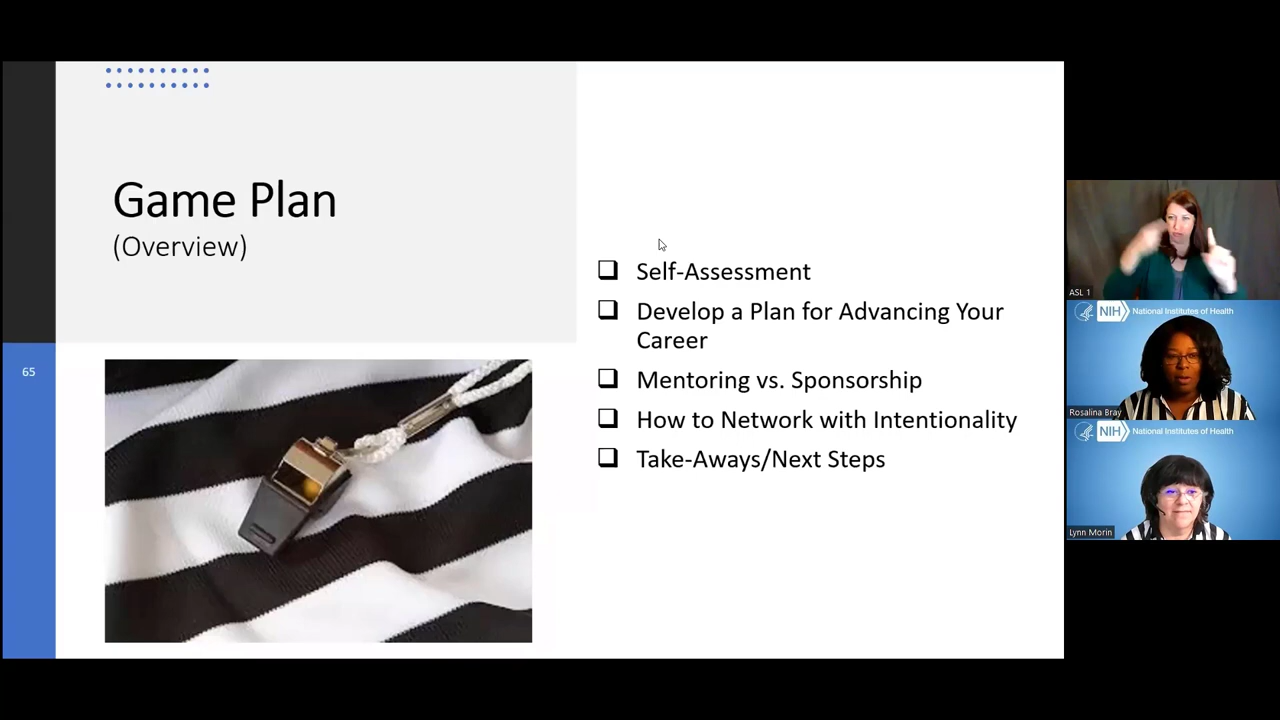 Game Plan
(Overview)
65
Self-Assessment
Develop a Plan for Advancing Your
Career
Mentoring vs. Sponsorship
How to Network with Intentionality
Take-Aways/Next Steps
ASL 1
NIH National Institutes of Health
Rosalina Bray
NIH National Institutes of Health
Lynn Morin